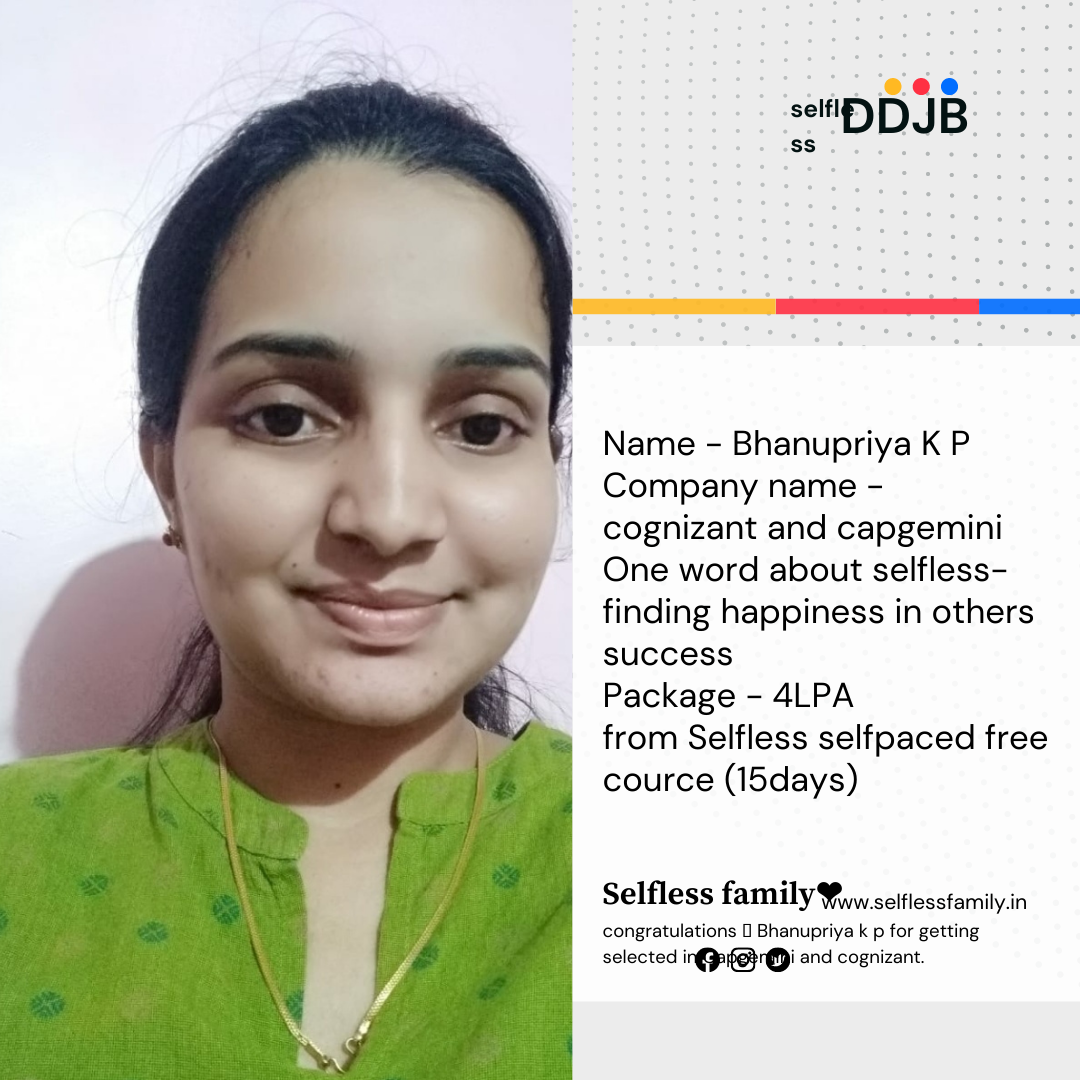 selfle
ss
DDJB
Name - Bhanupriya K P
Company name -
cognizant and capgemini
One word about selfless-
finding happiness in others
success
Package - 4LPA
from Selfless selfpaced free
cource (15days)
Selfless family❤
www.selflessfamily.in
congratulations ▯ Bhanupriya k p for getting
selected in Capgemini and cognizant.